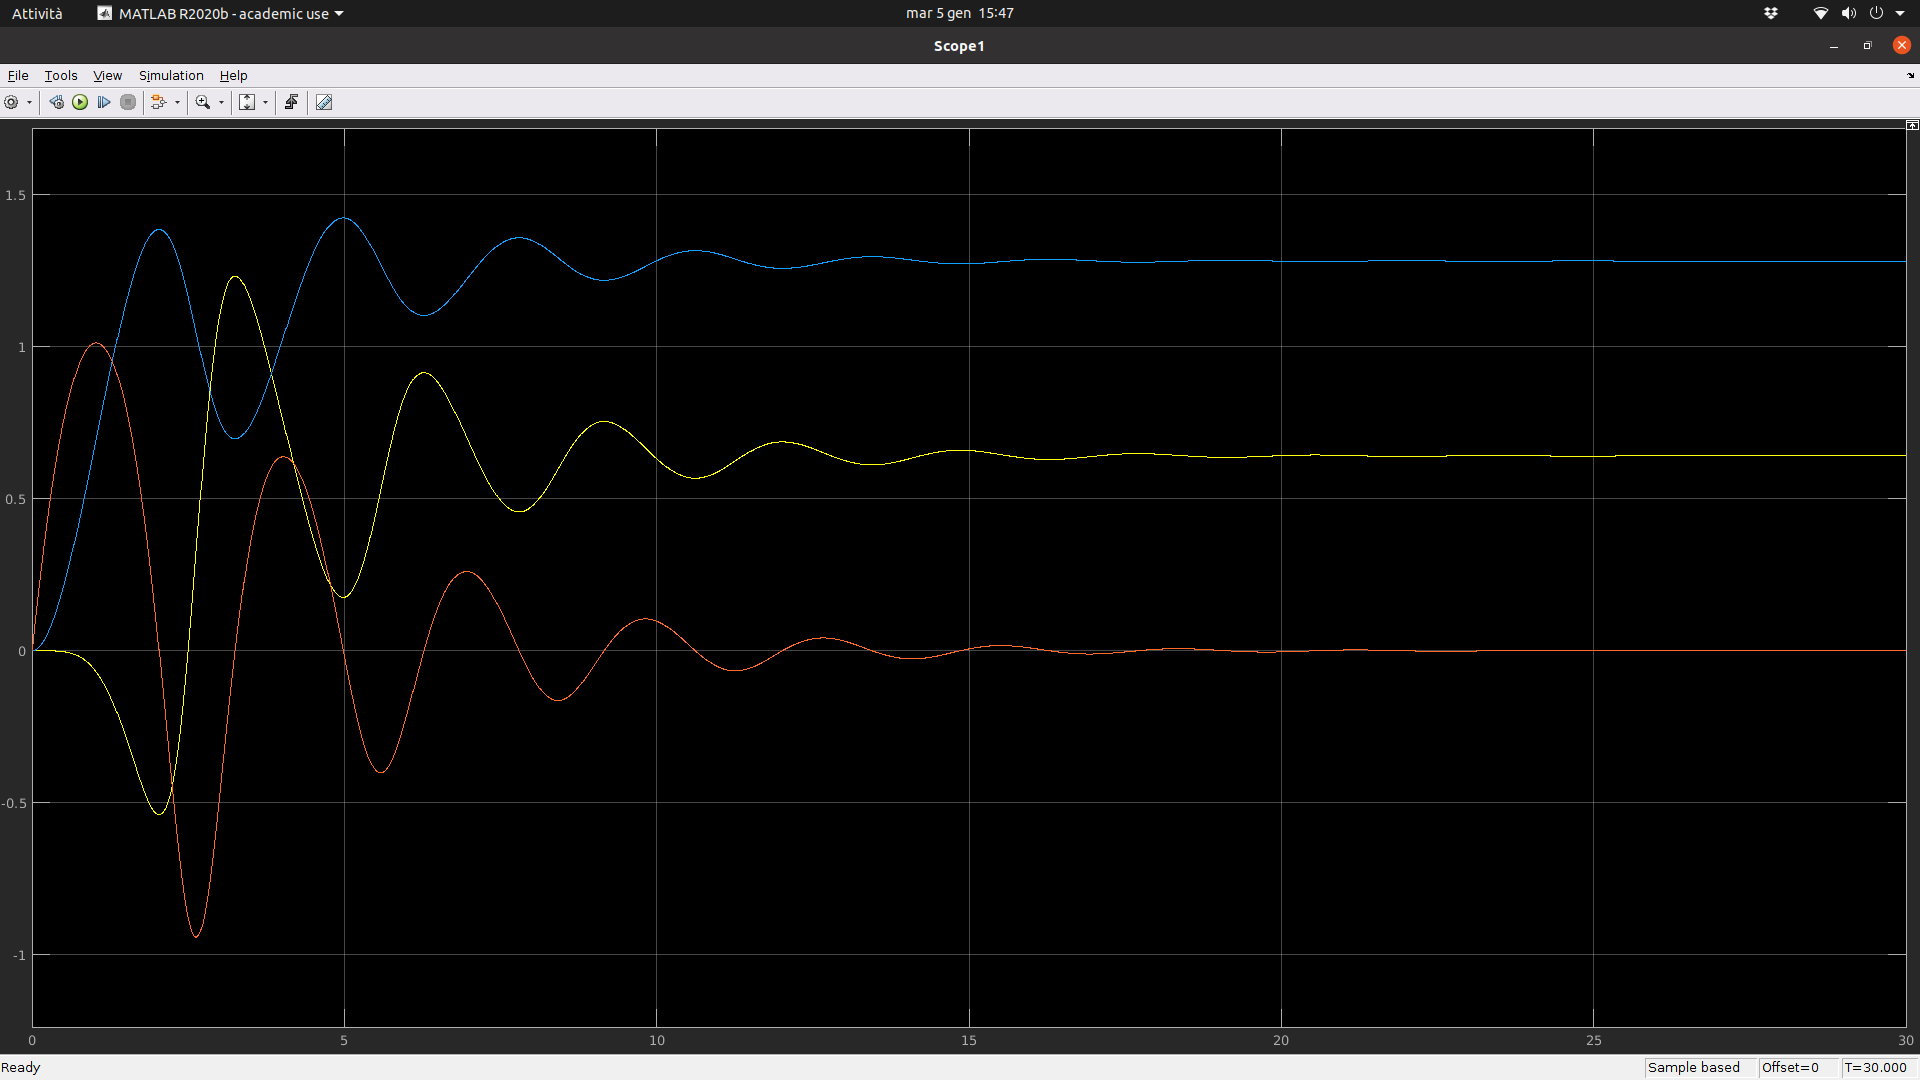 Attività MATLAB R2020b - academic use mar 5 gen 15:47
Scope1
File Tools View Simulation Help
1.5
1
0.5
0
-0.5
-1
0 5 10 15 20 25 30
Ready Sample based Offset=0 T=30.000